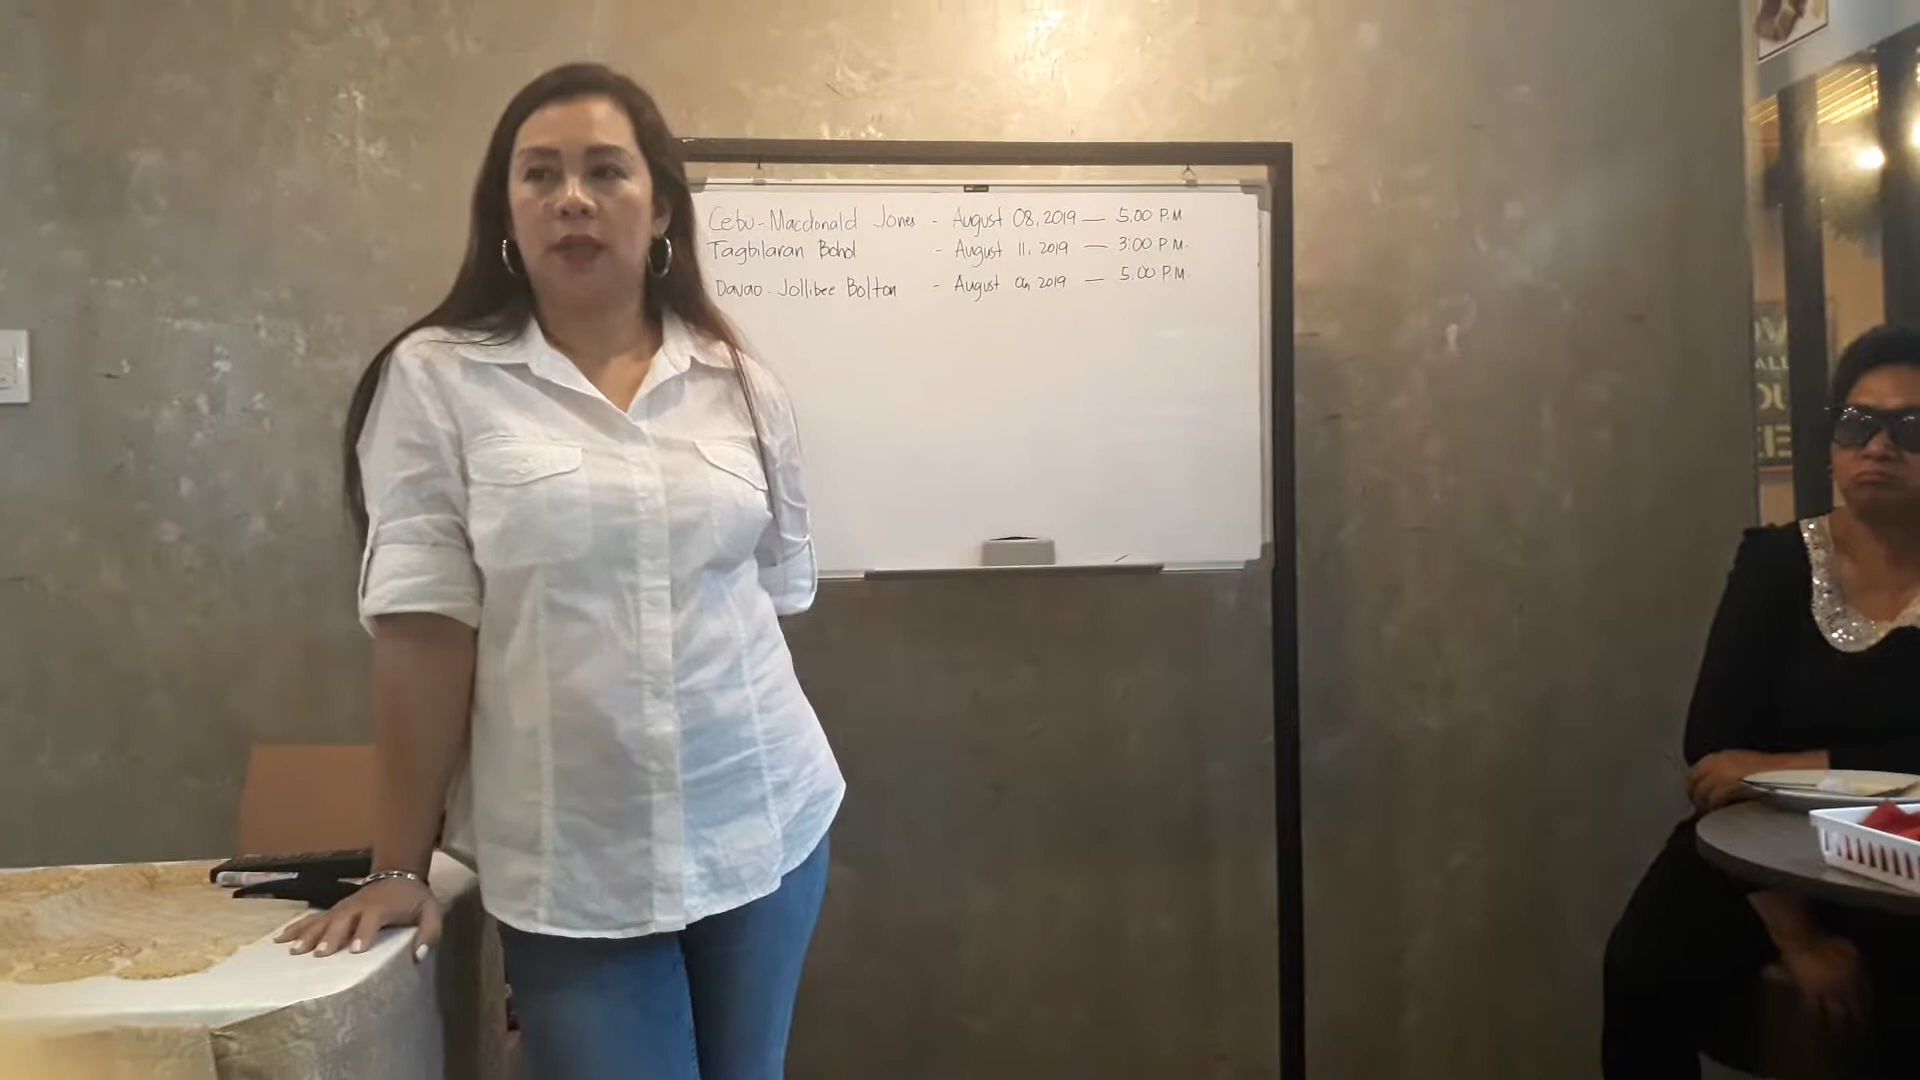 Cebu-Macdonald Jones - August 08, 2019 — 5:00 P.M
Tagbilaran Bohol - August 11, 2019 — 3:00 P.M.
Davao - Jollibee Bolton - August 2019 — 5:00 P.M.
ALL